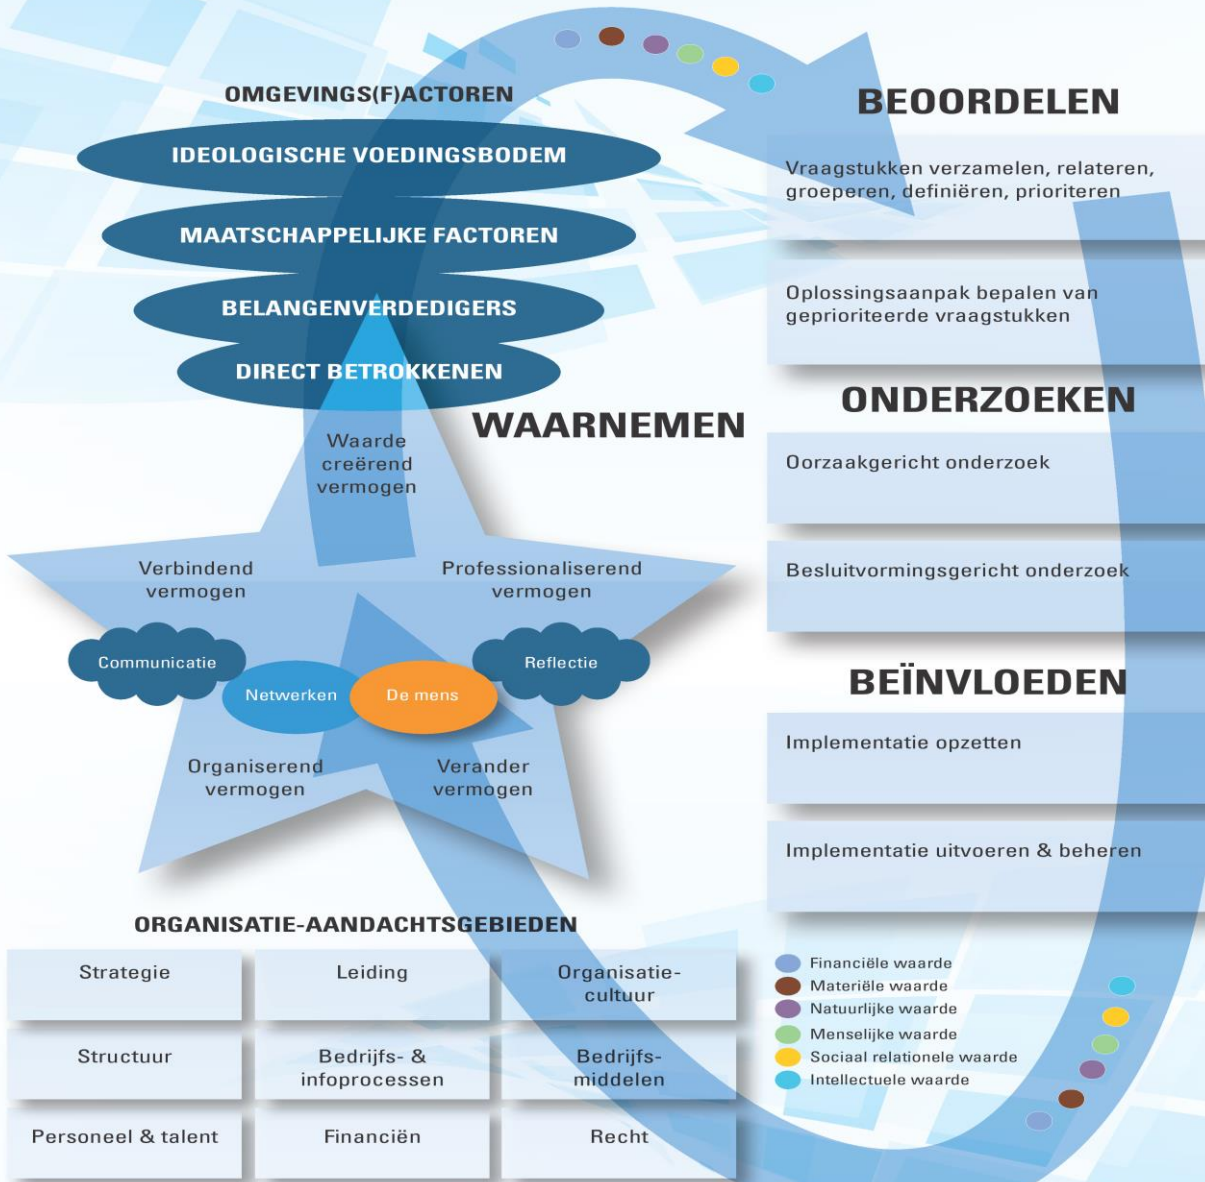 OMGEVINGS(F)ACTOREN
IDEOLOGISCHE VOEDINGSBODEM
MAATSCHAPPELIJKE FACTOREN
BELANGENVERDEDIGERS
DIRECT BETROKKENEN
WAARNEMEN
Waarde
creërend
vermogen
Verbindend
vermogen
Professionaliserend
vermogen
Communicatie
Netwerken
De mens
Reflectie
Organiserend
vermogen
Verander
vermogen
ORGANISATIE-AANDACHTSGEBIEDEN
Strategie
Leiding
Organisatie-
cultuur
Structuur
Bedrijfs- &
infoprocessen
Bedrijfs-
middelen
Personeel & talent
Financiën
Recht
BEOORDELEN
Vraagstukken verzamelen, relateren,
groeperen, definiëren, prioriteren
Oplossingsaanpak bepalen van
geprioriteerde vraagstukken
ONDERZOEKEN
Oorzaakgericht onderzoek
Besluitvormingsgericht onderzoek
BEÏNVLOEDEN
Implementatie opzetten
Implementatie uitvoeren & beheren
Financiële waarde
Materiële waarde
Natuurlijke waarde
Menselijke waarde
Sociaal relationele waarde
Intellectuele waarde